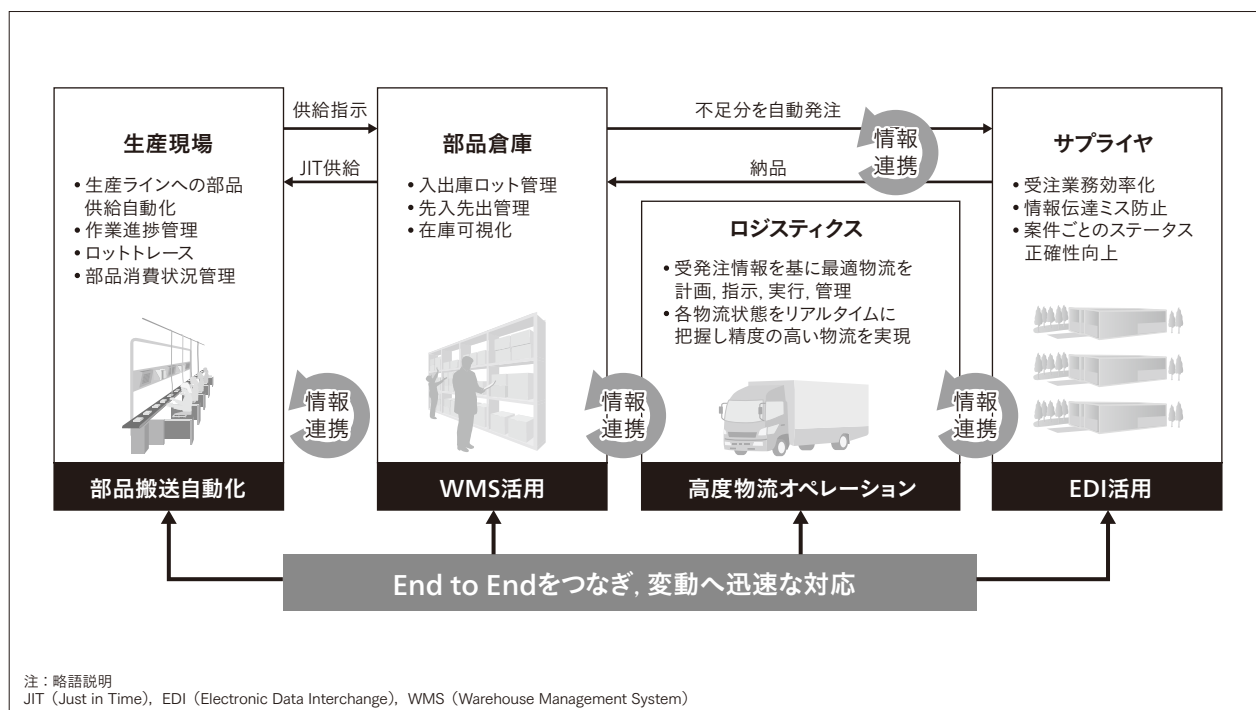 供給指示
JIT供給
不足分を自動発注
納品
情報
連携
生産現場
• 生産ラインへの部品
供給自動化
• 作業進捗管理
• ロットトレース
• 部品消費状況管理
情報
連携
部品搬送自動化
部品倉庫
• 入出庫ロット管理
• 先入先出管理
• 在庫可視化
情報
連携
WMS活用
ロジスティクス
• 受発注情報を基に最適物流を
計画, 指示, 実行, 管理
• 各物流状態をリアルタイムに
把握し精度の高い物流を実現
情報
連携
高度物流オペレーション
サプライヤ
• 受注業務効率化
• 情報伝達ミス防止
• 案件ごとのステータス
正確性向上
EDI活用
End to Endをつなぎ, 変動へ迅速な対応
注：略語説明
JIT（Just in Time），EDI（Electronic Data Interchange），WMS（Warehouse Management System）